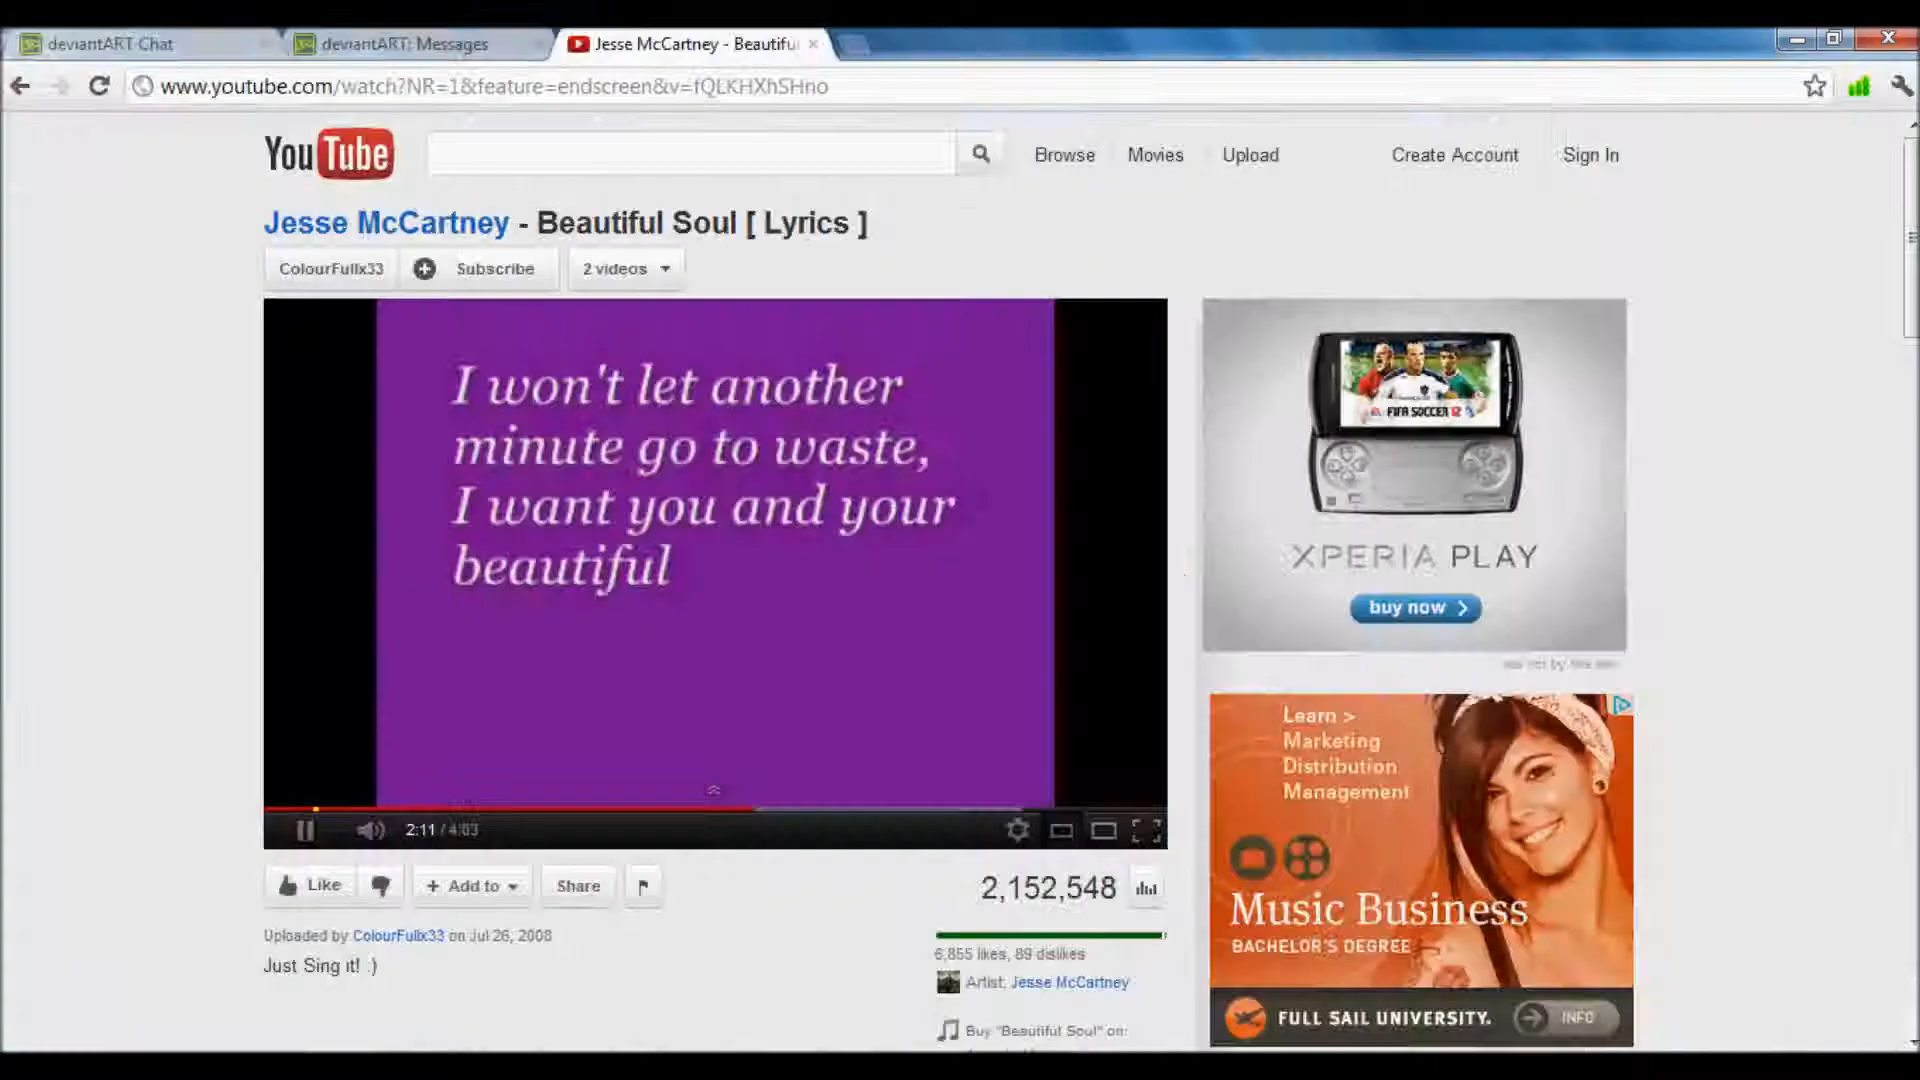 deviantART Chat
deviantART: Messages
Jesse McCartney - Beautifu
www.youtube.com/watch?NR=1&feature=endscreen&v=fQLKHXhSHno
YouTube
Browse
Movies
Upload
Create Account
Sign In
Jesse McCartney - Beautiful Soul [ Lyrics ]
ColourFullx33
Subscribe
2 videos
I won't let another
minute go to waste,
I want you and your
beautiful
2:11 / 4:03
FIFA SOCCER 12
XPERIA PLAY
buy now
Learn >
Marketing
Distribution
Management
Music Business
BACHELOR'S DEGREE
FULL SAIL UNIVERSITY.
INFO
Like
+ Add to
Share
2,152,548
Uploaded by ColourFullx33 on Jul 26, 2008
Just Sing it! :)
6,855 likes, 89 dislikes
Artist: Jesse McCartney
Buy "Beautiful Soul" on: